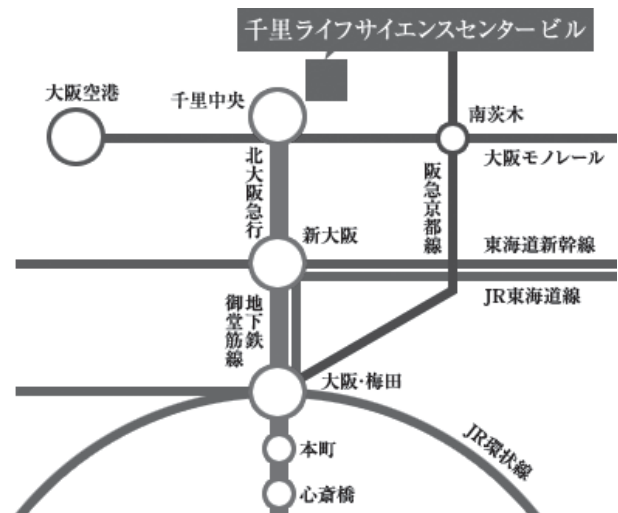 千里ライフサイエンスセンタービル
大阪空港
千里中央
南茨木
大阪モノレール
北大阪急行
阪急京都線
新大阪
東海道新幹線
JR東海道線
地下鉄
御堂筋線
大阪・梅田
JR環状線
本町
心斎橋